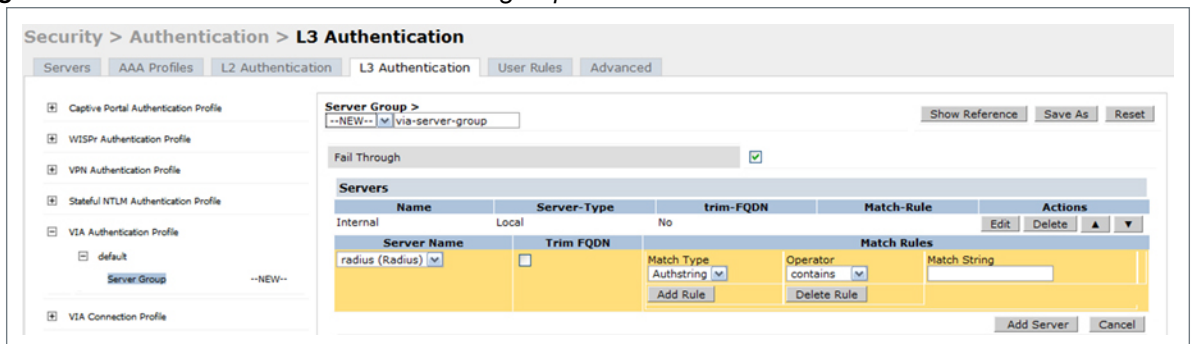 Security > Authentication > L3 Authentication
Servers AAA Profiles L2 Authentication L3 Authentication User Rules Advanced
Captive Portal Authentication Profile
WISPr Authentication Profile
VPN Authentication Profile
Stateful NTLM Authentication Profile
VIA Authentication Profile
default
Server Group --NEW--
VIA Connection Profile
Server Group >
--NEW-- via-server-group
Show Reference Save As Reset
Fail Through
Servers
Name Server-Type trim-FQDN Match-Rule Actions
Internal Local No Edit Delete ▲ ▼
Server Name Trim FQDN Match Rules
radius (Radius) Match Type Operator Match String
Authstring contains
Add Rule Delete Rule
Add Server Cancel